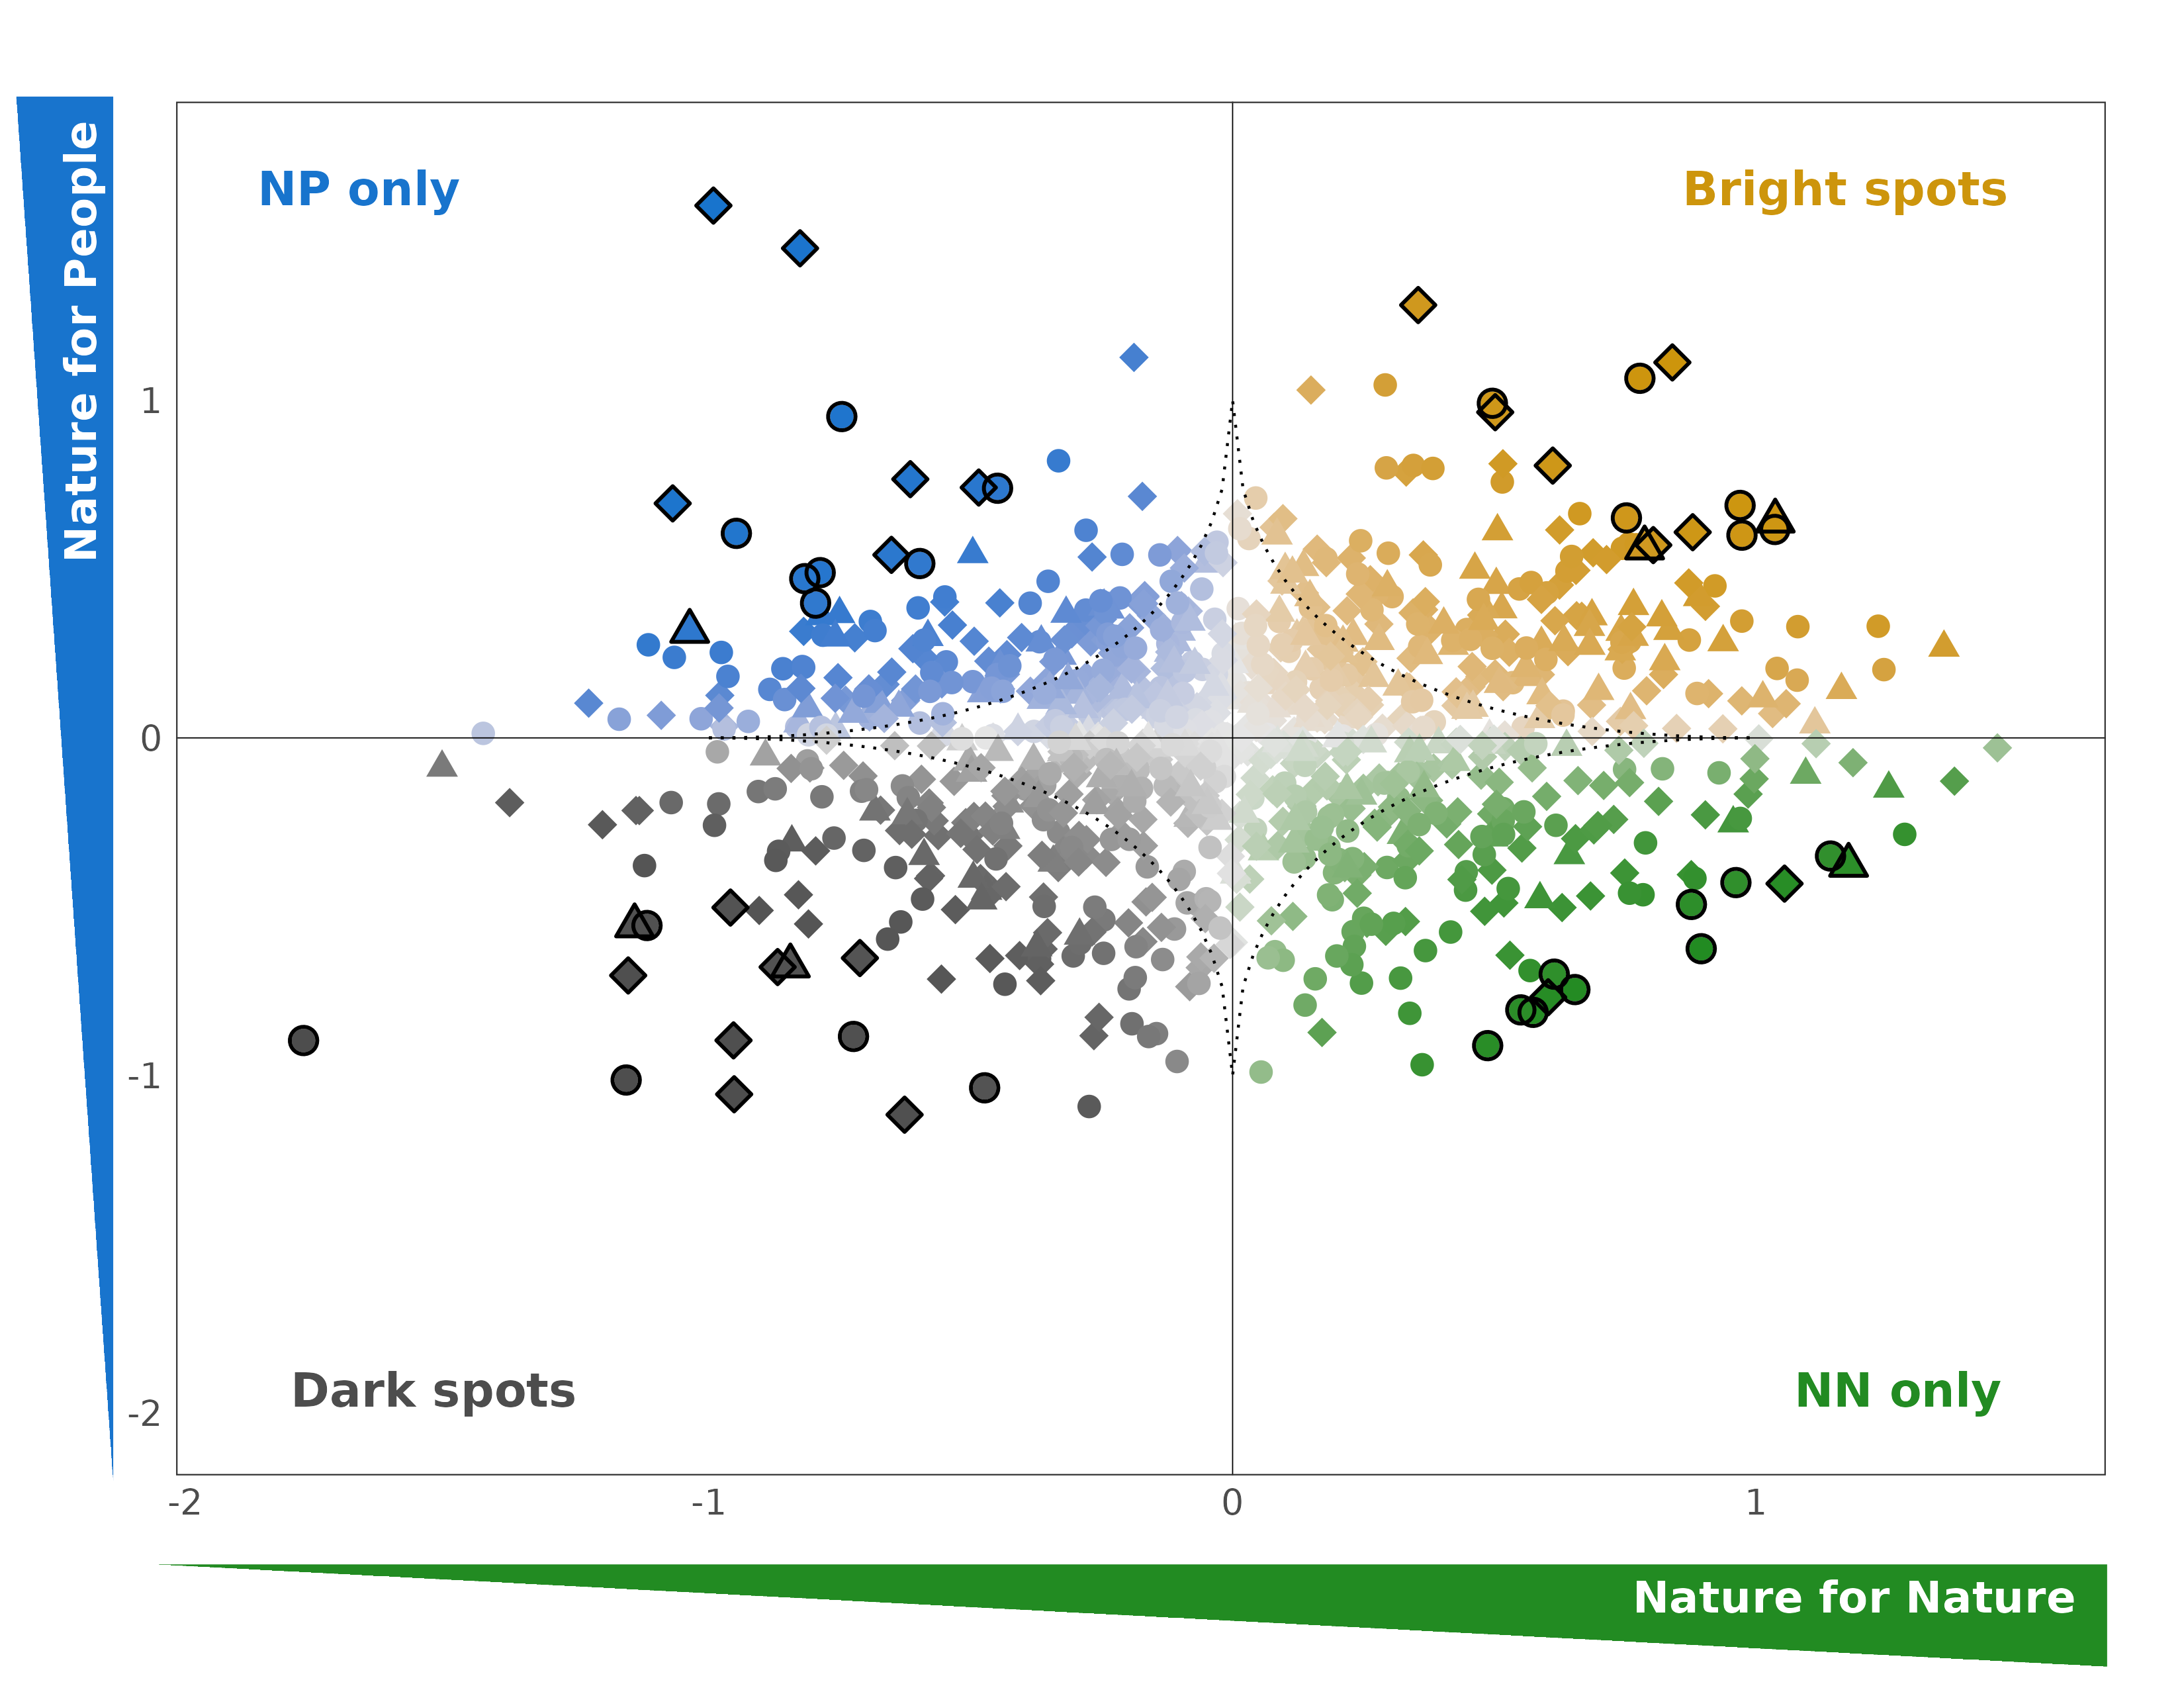 NP only
Bright spots
Nature for People
1
0
-1
-2
Dark spots
NN only
-2
-1
0
1
Nature for Nature